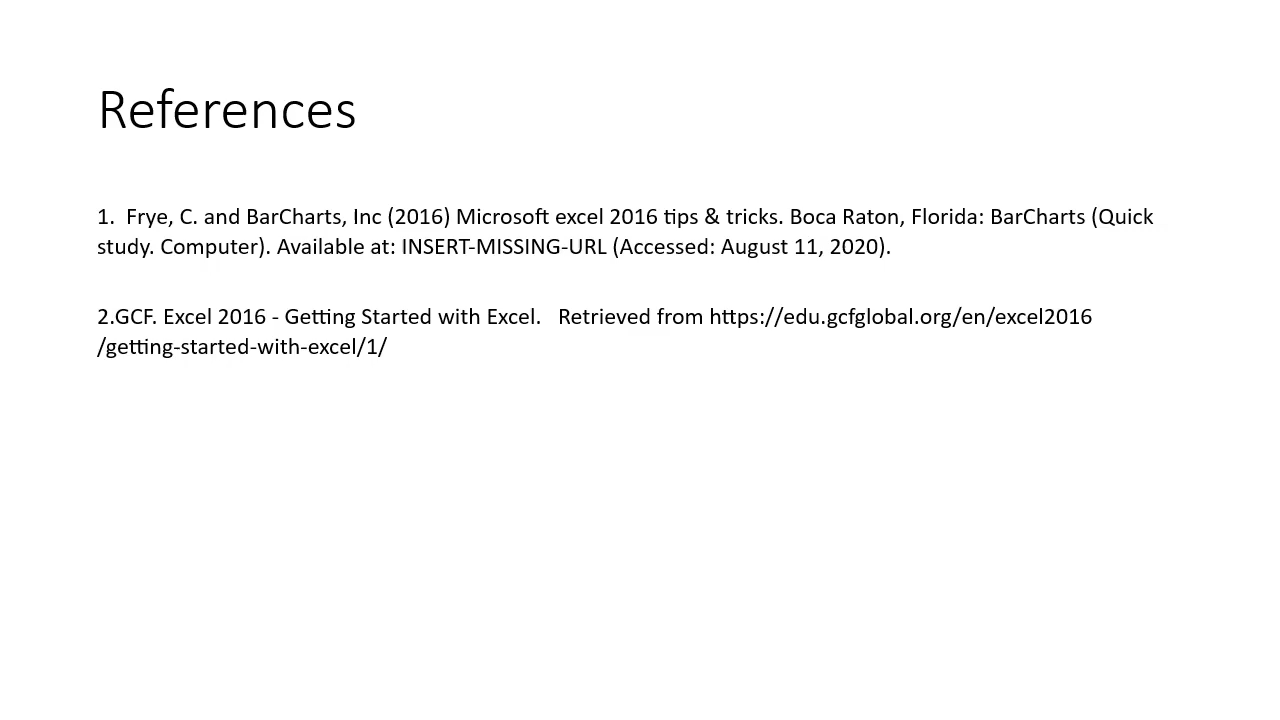 References
1.  Frye, C. and BarCharts, Inc (2016) Microsoft excel 2016 tips & tricks. Boca Raton, Florida: BarCharts (Quick
study. Computer). Available at: INSERT-MISSING-URL (Accessed: August 11, 2020).
2.GCF. Excel 2016 - Getting Started with Excel.   Retrieved from https://edu.gcfglobal.org/en/excel2016
/getting-started-with-excel/1/